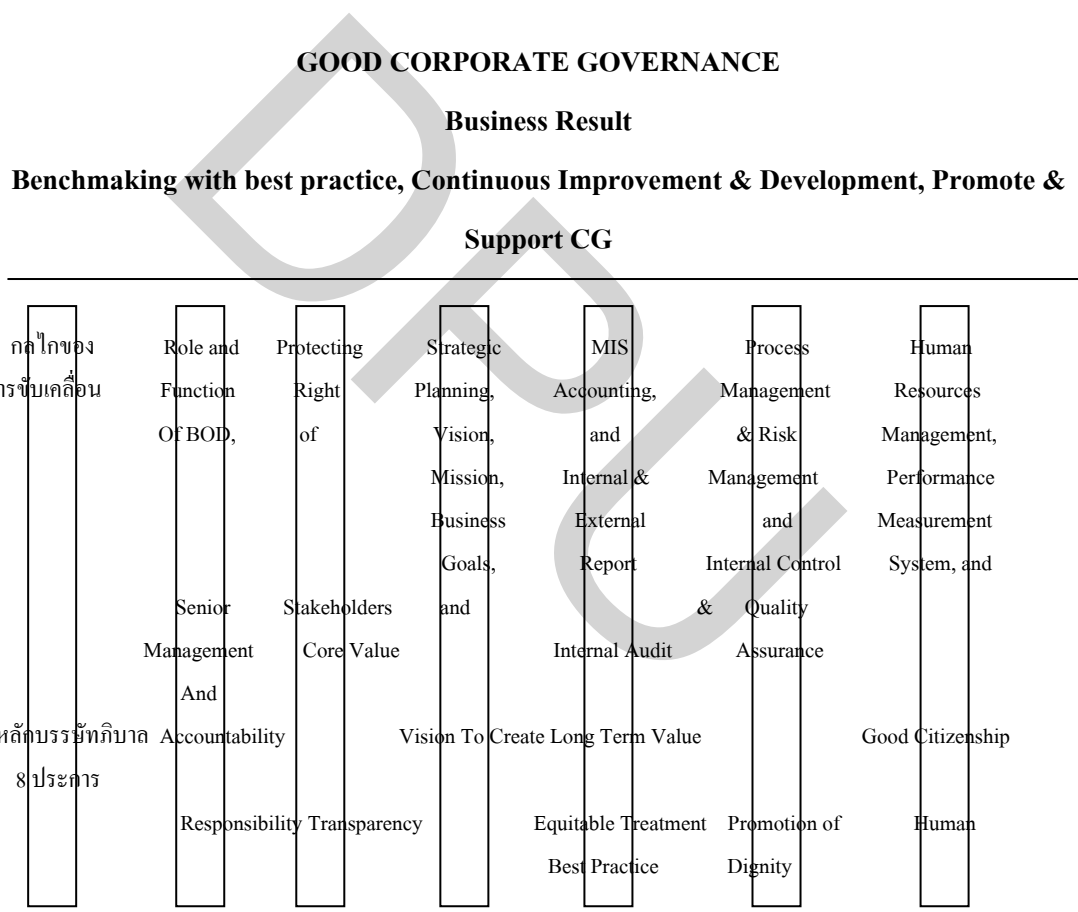 GOOD CORPORATE GOVERNANCE
Business Result
Benchmaking with best practice, Continuous Improvement & Development, Promote &
Support CG
กลไกของ Role and Protecting Strategic MIS Process Human
ารขับเคลื่อน Function Right Planning, Accounting, Management Resources
Of BOD, of Vision, and & Risk Management,
Mission, Internal & Management Performance
Business External and Measurement
Goals, Report Internal Control System, and
Senior Stakeholders and & Quality
Management Core Value Internal Audit Assurance
And
หลักบรรษัทภิบาล Accountability Vision To Create Long Term Value Good Citizenship
8 ประการ
Responsibility Transparency Equitable Treatment Promotion of Human
Best Practice Dignity
DPU